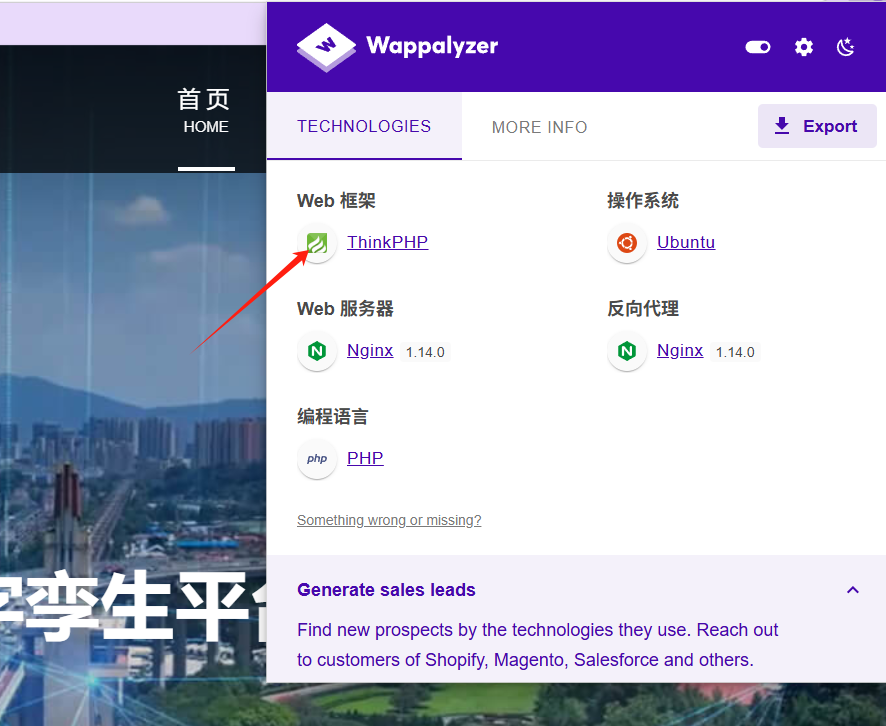 首页
HOME
Wappalyzer
TECHNOLOGIES
MORE INFO
Export
Web 框架
ThinkPHP
操作系统
Ubuntu
Web 服务器
Nginx 1.14.0
反向代理
Nginx 1.14.0
编程语言
php PHP
Something wrong or missing?
Generate sales leads
Find new prospects by the technologies they use. Reach out
to customers of Shopify, Magento, Salesforce and others.
字孪生平台